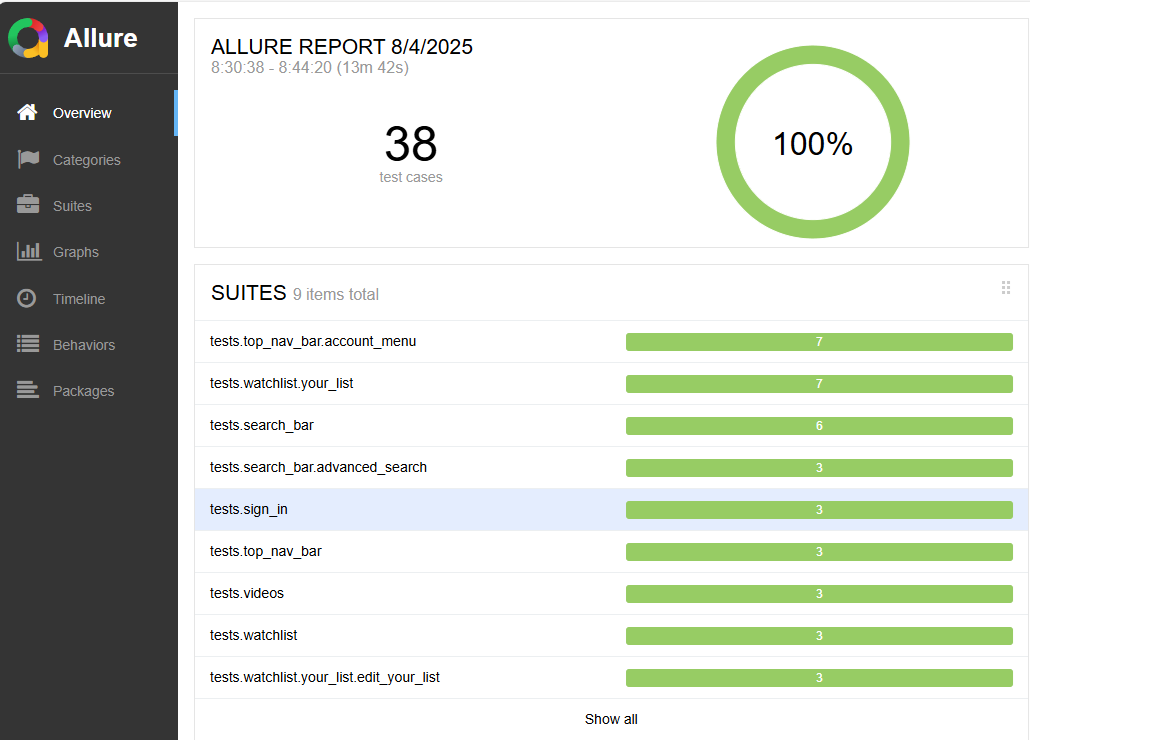 Allure
Overview
Categories
Suites
Graphs
Timeline
Behaviors
Packages
ALLURE REPORT 8/4/2025
8:30:38 - 8:44:20 (13m 42s)
38
test cases
100%
SUITES 9 items total
tests.top_nav_bar.account_menu 7
tests.watchlist.your_list 7
tests.search_bar 6
tests.search_bar.advanced_search 3
tests.sign_in 3
tests.top_nav_bar 3
tests.videos 3
tests.watchlist 3
tests.watchlist.your_list.edit_your_list 3
Show all